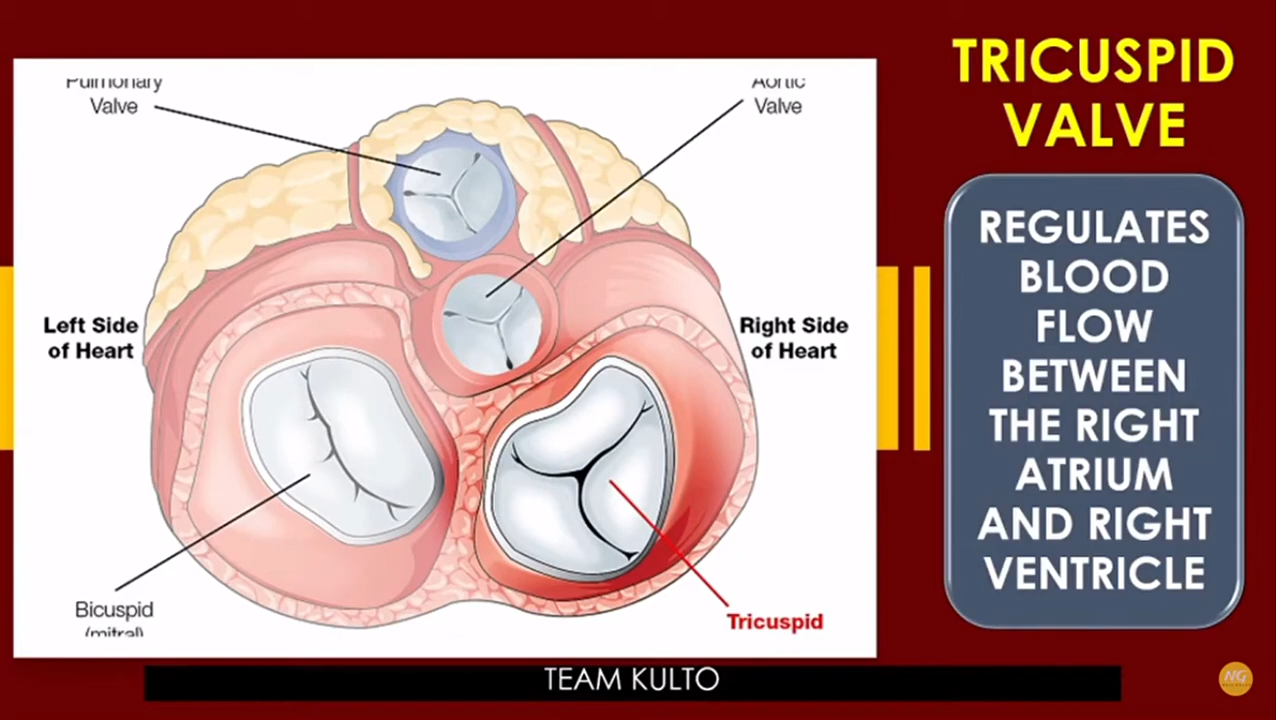 TRICUSPID
VALVE
Pulmonary
Valve
Aortic
Valve
Left Side
of Heart
Right Side
of Heart
Bicuspid
(mitral)
Tricuspid
REGULATES
BLOOD
FLOW
BETWEEN
THE RIGHT
ATRIUM
AND RIGHT
VENTRICLE
TEAM KULTO
NG